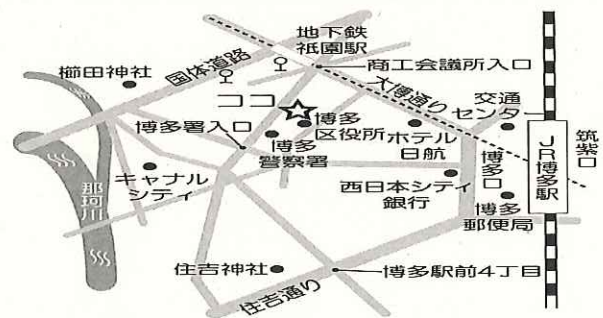 地下鉄
祇園駅
商工会議所入口
国体道路
櫛田神社
大博通り
交通
センタ
ココ
博多
区役所
ホテル
日航
博多署入口
博多
警察署
筑紫口
JR博多駅
博多口
キャナル
シティ
西日本シティ
銀行
博多
郵便局
那珂川
住吉神社
博多駅前4丁目
住吉通り